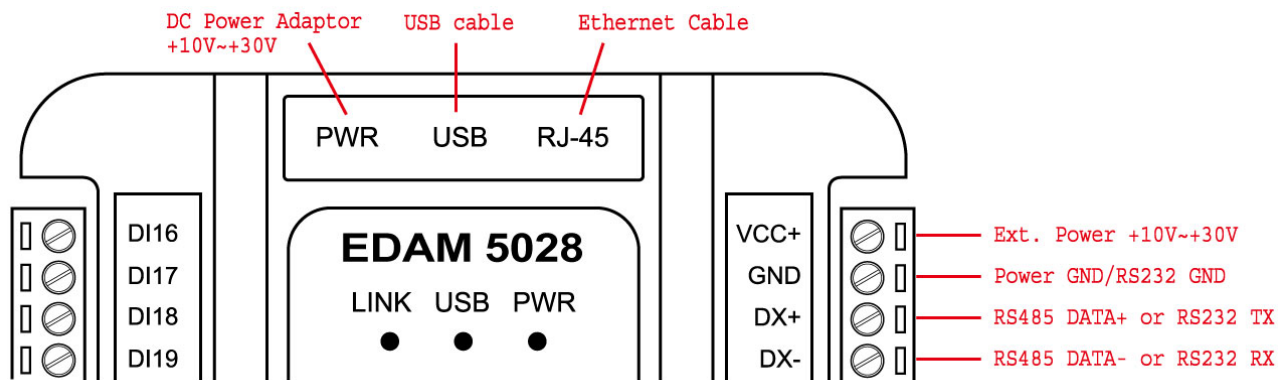 DC Power Adaptor
+10V~+30V
USB cable
Ethernet Cable
PWR USB RJ-45
EDAM 5028
LINK USB PWR
DI16
DI17
DI18
DI19
VCC+ Ext. Power +10V~+30V
GND Power GND/RS232 GND
DX+ RS485 DATA+ or RS232 TX
DX- RS485 DATA- or RS232 RX